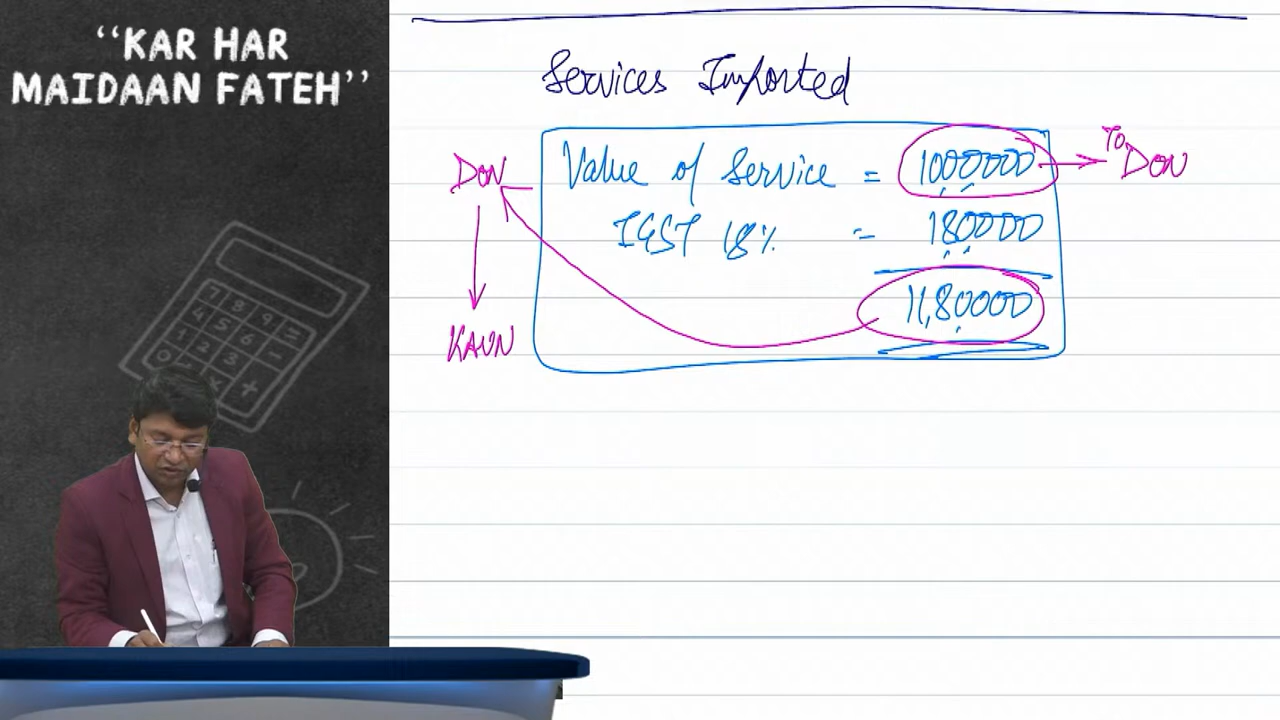 “KAR HAR
MAIDAAN FATEH”
Services Imported
Value of Service = 1000000 → To DON
IGST 18% = 180000
11,80000
DON
KAUN